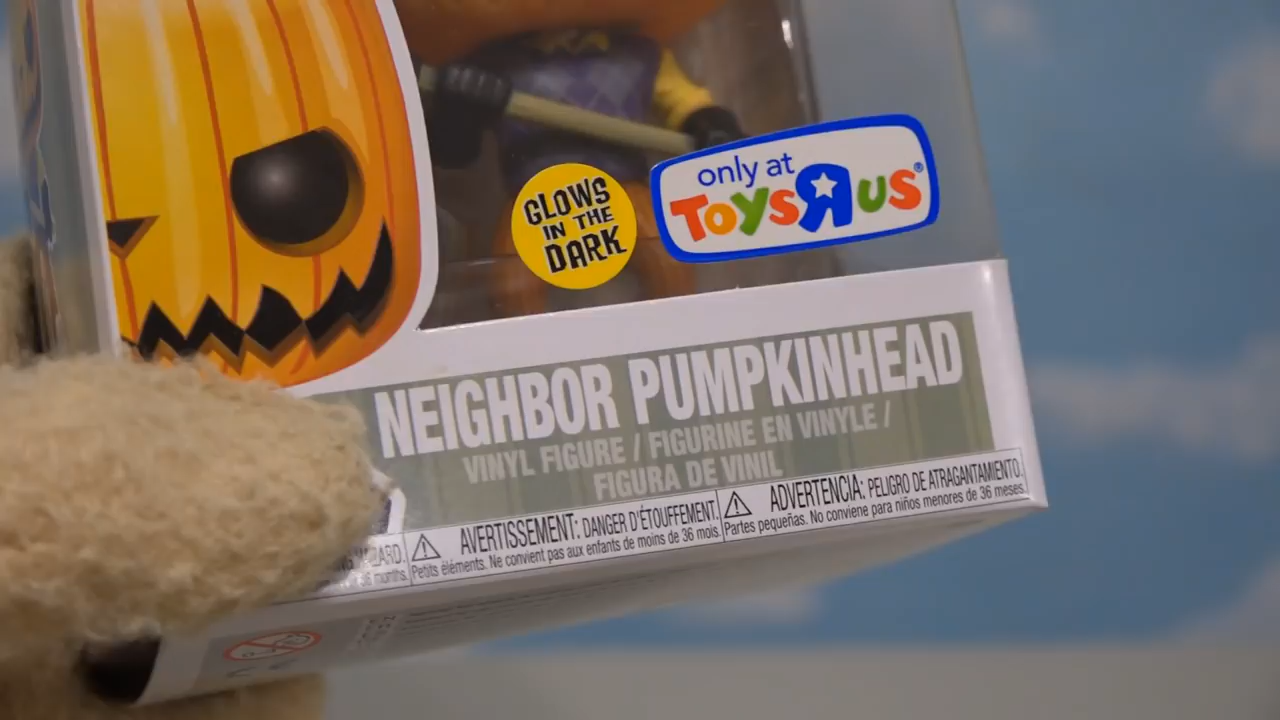 GLOWS
IN THE
DARK
only at
ToysRus®
NEIGHBOR PUMPKINHEAD
VINYL FIGURE / FIGURINE EN VINYLE /
FIGURA DE VINIL
AVERTISSEMENT: DANGER D'ÉTOUFFEMENT.
Petits éléments. Ne convient pas aux enfants de moins de 36 mois.
ADVERTENCIA: PELIGRO DE ATRAGANTAMIENTO.
Partes pequeñas. No conviene para niños menores de 36 meses.
months.